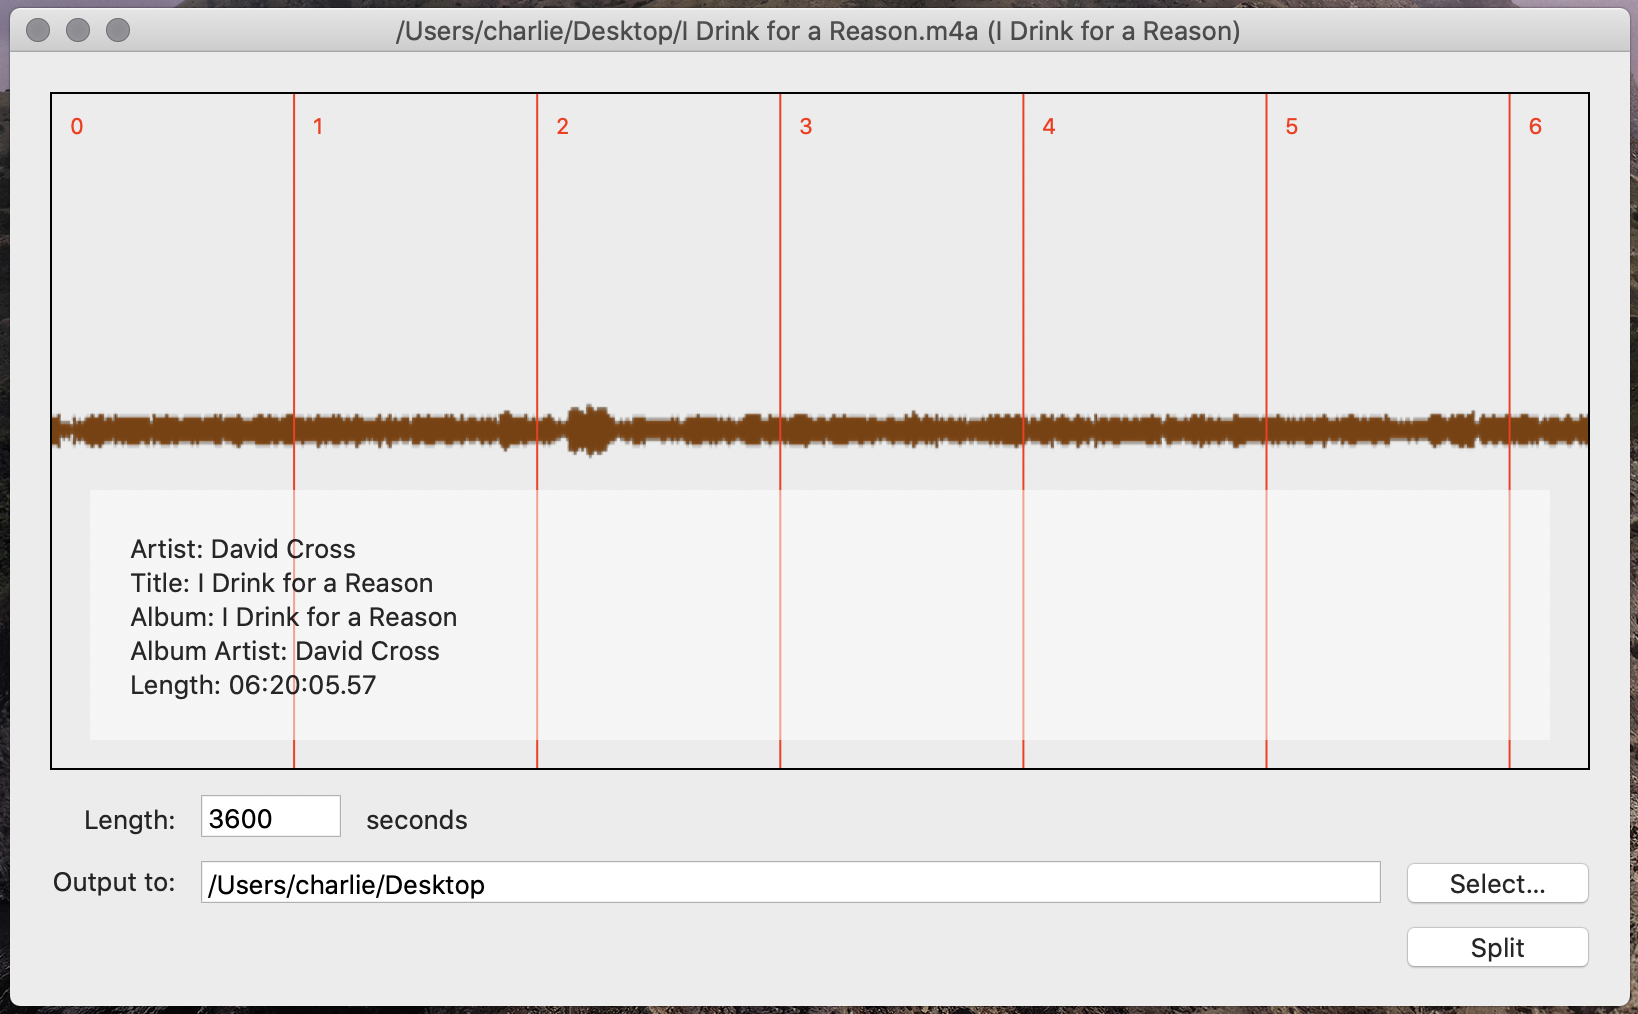 /Users/charlie/Desktop/I Drink for a Reason.m4a (I Drink for a Reason)
0 1 2 3 4 5 6
Artist: David Cross
Title: I Drink for a Reason
Album: I Drink for a Reason
Album Artist: David Cross
Length: 06:20:05.57
Length: 3600 seconds
Output to: /Users/charlie/Desktop Select...
Split